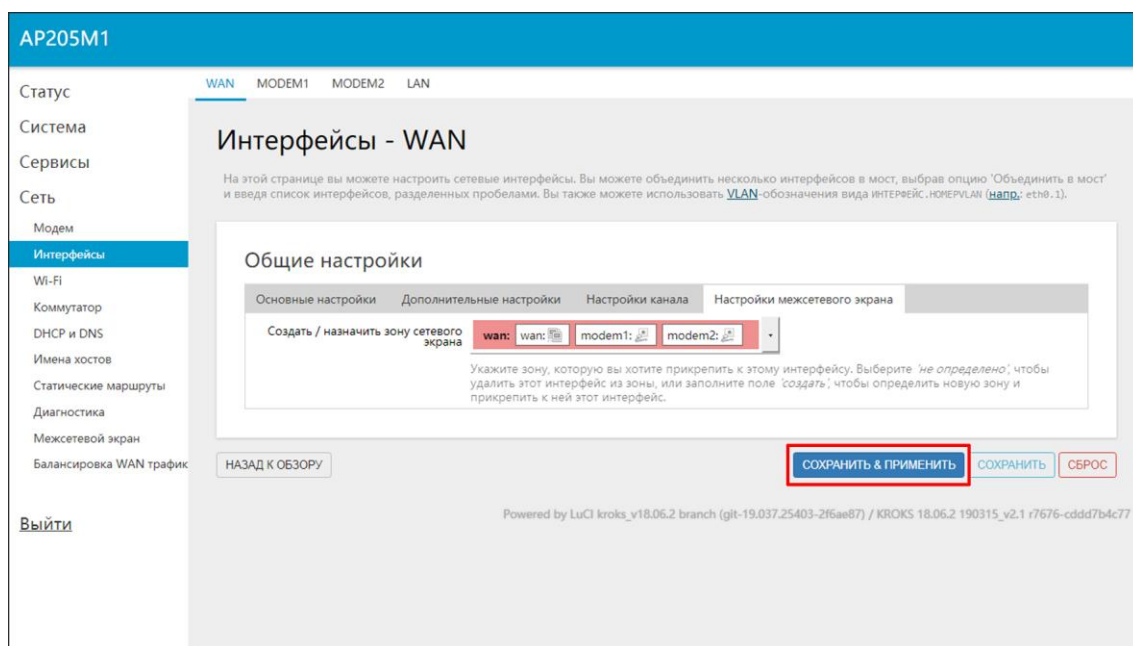 AP205M1
WAN MODEM1 MODEM2 LAN
Статус
Система
Сервисы
Сеть
Модем
Интерфейсы
Wi-Fi
Коммутатор
DHCP и DNS
Имена хостов
Статические маршруты
Диагностика
Межсетевой экран
Балансировка WAN трафик
Выйти
Интерфейсы - WAN
На этой странице вы можете настроить сетевые интерфейсы. Вы можете объединить несколько интерфейсов в мост, выбрав опцию 'Объединить в мост'
и введя список интерфейсов, разделенных пробелами. Вы также можете использовать VLAN-обозначения вида ИНТЕРФЕЙС.НОМЕРVLAN (напр.: eth0.1).
Общие настройки
Основные настройки Дополнительные настройки Настройки канала Настройки межсетевого экрана
Создать / назначить зону сетевого
экрана
wan: wan: modem1: modem2:
Укажите зону, которую вы хотите прикрепить к этому интерфейсу. Выберите 'не определено', чтобы
удалить этот интерфейс из зоны, или заполните поле 'создать', чтобы определить новую зону и
прикрепить к ней этот интерфейс.
НАЗАД К ОБЗОРУ СОХРАНИТЬ & ПРИМЕНИТЬ СОХРАНИТЬ СБРОС
Powered by LuCI kroks_v18.06.2 branch (git-19.037.25403-2f6ae87) / KROKS 18.06.2 190315_v2.1 r7676-cddd7b4c77